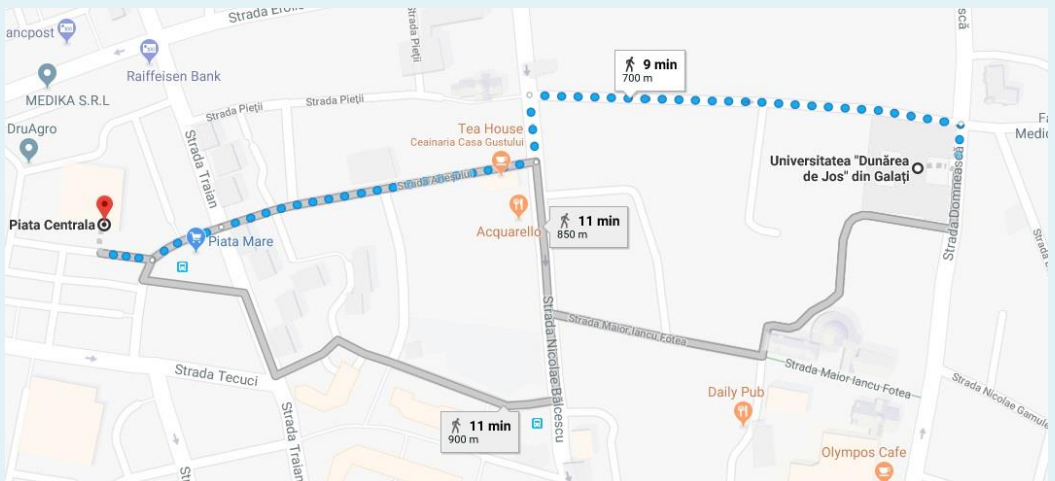 Strada Eroilor
ancpost
Raiffeisen Bank
MEDIKA S.R.L
DruAgro
Strada Pieții
Strada Pieții
Strada Pieții
Strada Traian
Tea House
Ceainaria Casa Gustului
9 min
700 m
Universitatea "Dunărea
de Jos" din Galați
Medic
Piata Centrala
Piata Mare
Acquarello
11 min
850 m
Strada Domnească
Strada Nicolae Bălcescu
Strada Maior Iancu Fotea
Strada Maior Iancu Fotea
Strada Tecuci
Strada Traian
11 min
900 m
Daily Pub
Olympos Cafe
Strada Nicolae Gamule